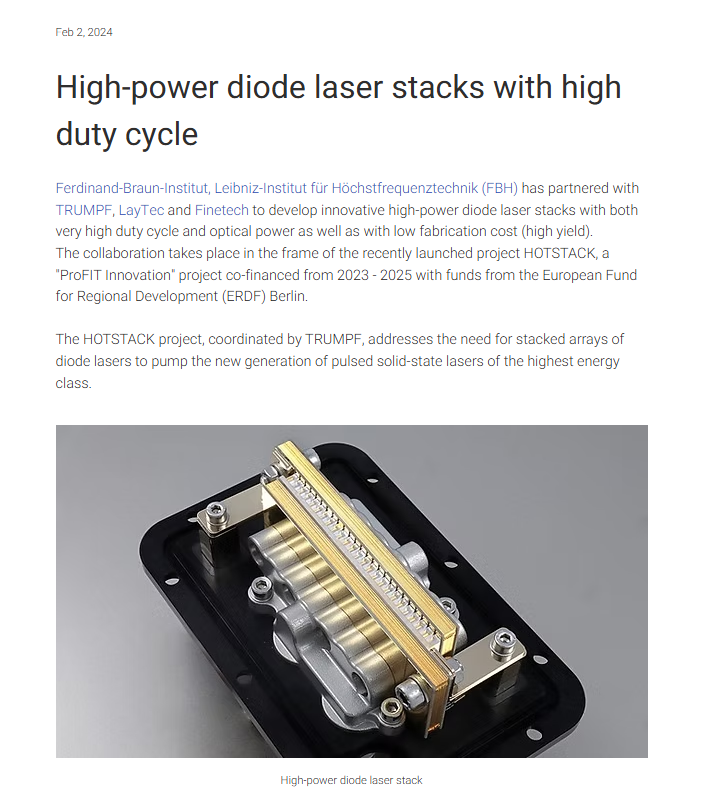 Feb 2, 2024
High-power diode laser stacks with high
duty cycle
Ferdinand-Braun-Institut, Leibniz-Institut für Höchstfrequenztechnik (FBH) has partnered with
TRUMPF, LayTec and Finetech to develop innovative high-power diode laser stacks with both
very high duty cycle and optical power as well as with low fabrication cost (high yield).
The collaboration takes place in the frame of the recently launched project HOTSTACK, a
"ProFIT Innovation" project co-financed from 2023 - 2025 with funds from the European Fund
for Regional Development (ERDF) Berlin.
The HOTSTACK project, coordinated by TRUMPF, addresses the need for stacked arrays of
diode lasers to pump the new generation of pulsed solid-state lasers of the highest energy
class.
High-power diode laser stack